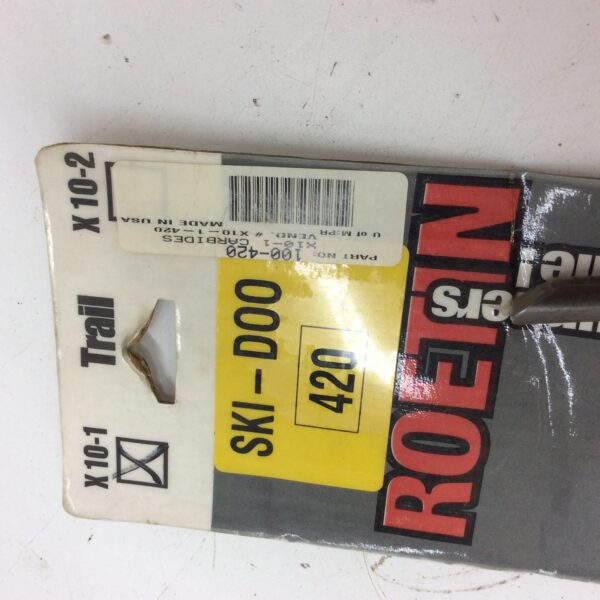 X 10-1
Trail
X 10-2
SKI-DOO
420
ROETIN
PART NO: 100-420
X10-1 CARBIDES
VEND. # X10-1-420
U of M:PR MADE IN USA